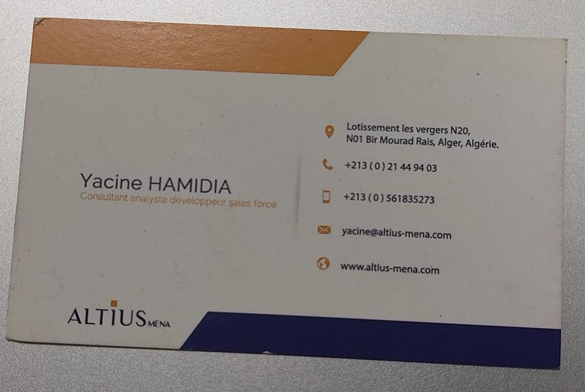 Yacine HAMIDIA
Consultant analyste développeur sales force
Lotissement les vergers N20,
N01 Bir Mourad Rais, Alger, Algérie.
+213 ( 0 ) 21 44 94 03
+213 ( 0 ) 561835273
yacine@altius-mena.com
www.altius-mena.com
ALTIUS MENA